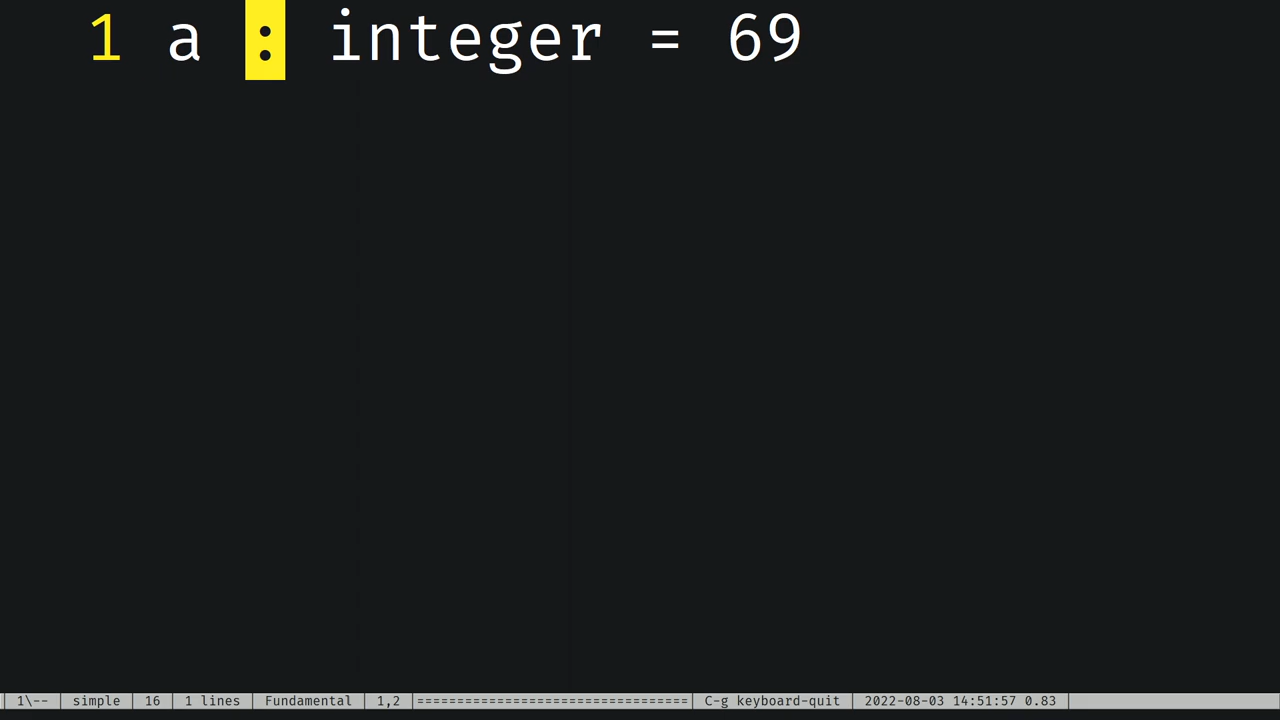 1 a : integer = 69
1\-- | simple | 16 | 1 lines | Fundamental | 1,2 |==================================| C-g keyboard-quit | 2022-08-03 14:51:57 0.83 |